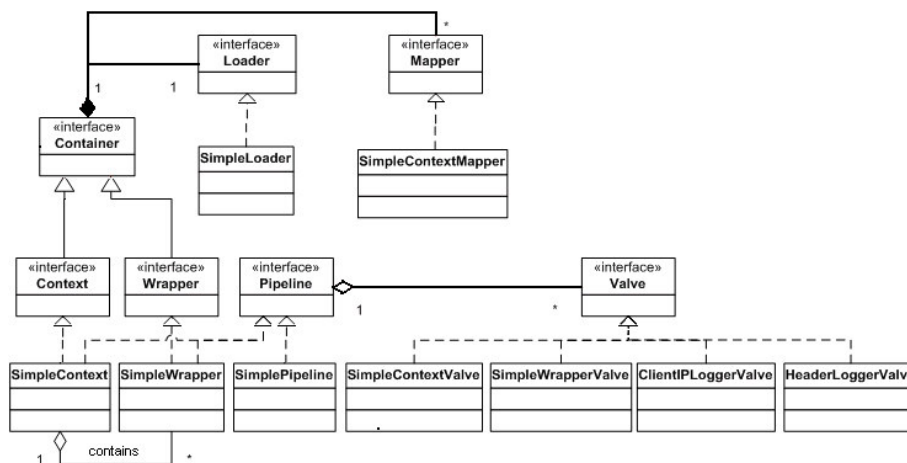 *
«interface»
Loader
«interface»
Mapper
1
1
«interface»
Container
SimpleLoader
SimpleContextMapper
«interface»
Context
«interface»
Wrapper
«interface»
Pipeline
«interface»
Valve
1
*
SimpleContext
SimpleWrapper
SimplePipeline
SimpleContextValve
SimpleWrapperValve
ClientIPLoggerValve
HeaderLoggerValv
1
contains
*